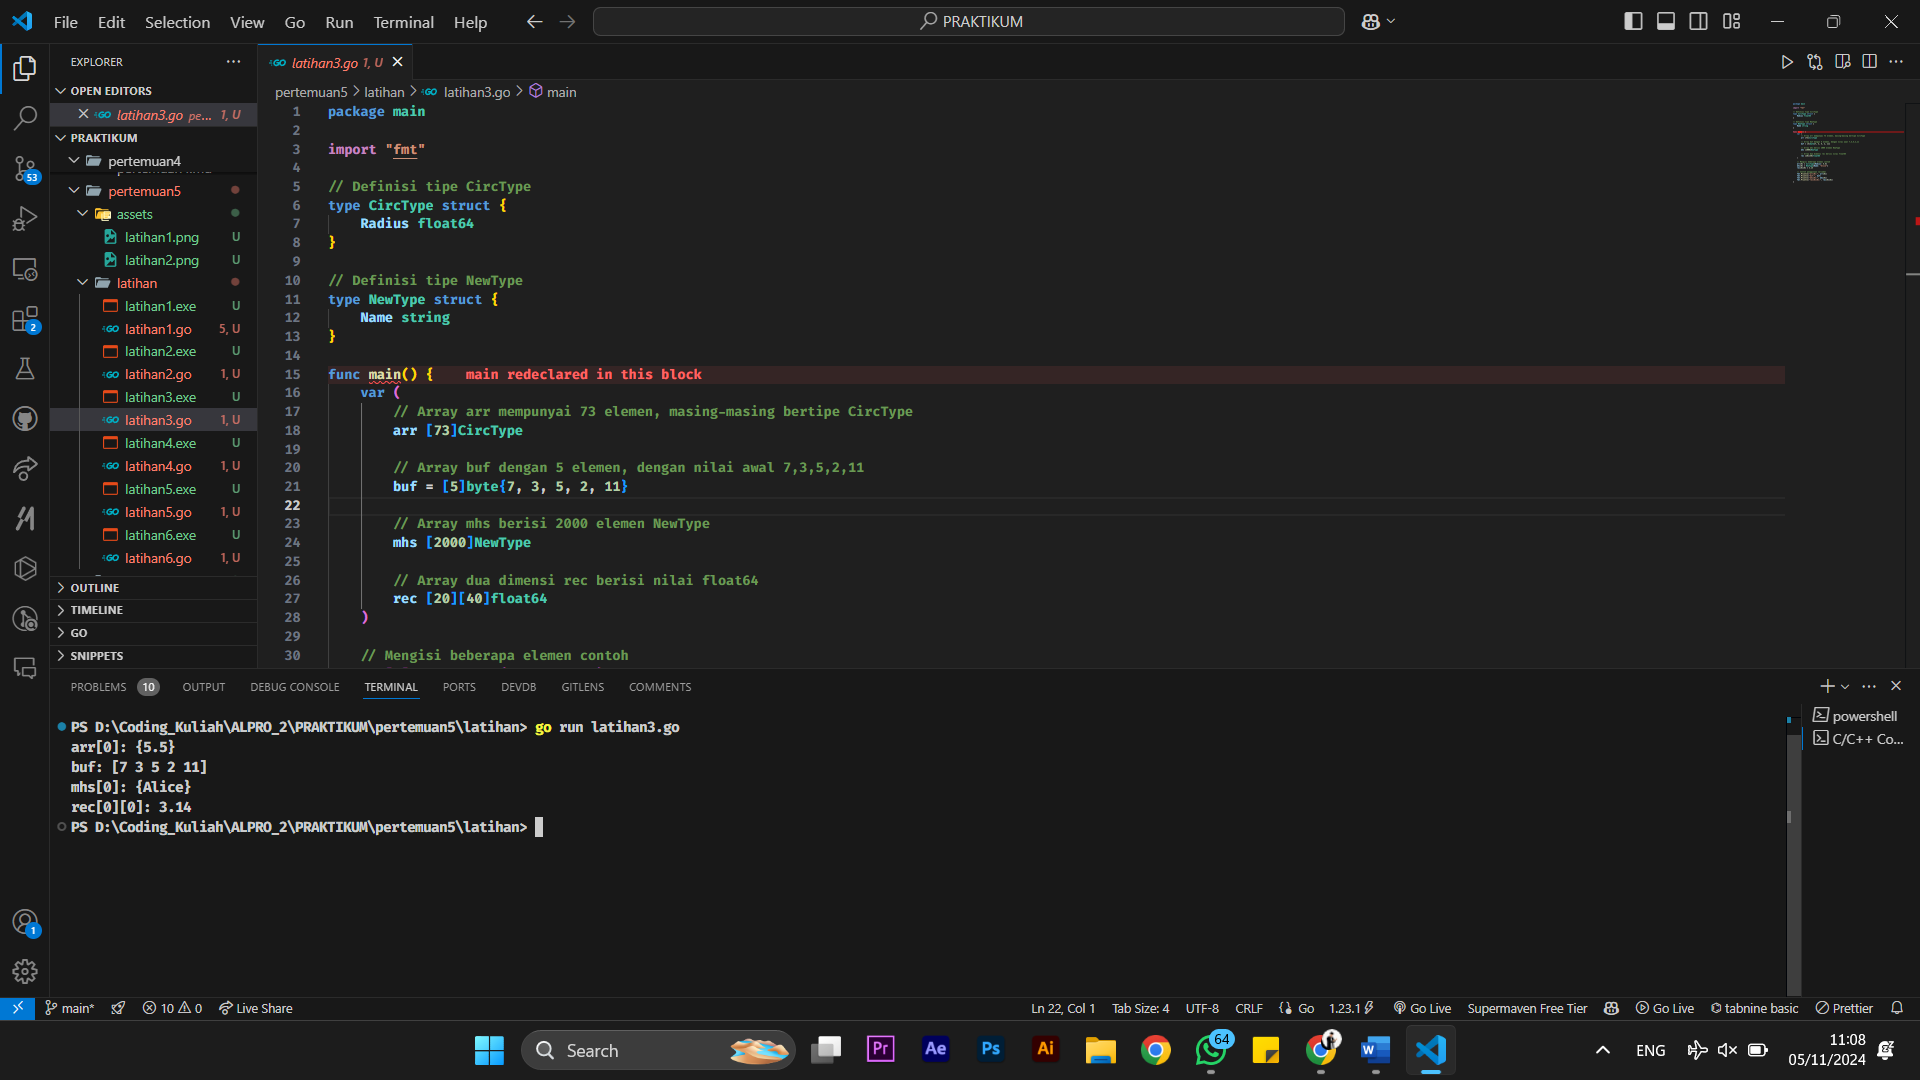 File Edit Selection View Go Run Terminal Help
PRAKTIKUM
EXPLORER
OPEN EDITORS
latihan3.go pe... 1, U
PRAKTIKUM
pertemuan4
pertemuan5
assets
latihan1.png U
latihan2.png U
latihan
latihan1.exe U
latihan1.go 5, U
latihan2.exe U
latihan2.go 1, U
latihan3.exe U
latihan3.go 1, U
latihan4.exe U
latihan4.go 1, U
latihan5.exe U
latihan5.go 1, U
latihan6.exe U
latihan6.go 1, U
OUTLINE
TIMELINE
GO
SNIPPETS
53
2
1
latihan3.go 1, U
pertemuan5 > latihan > latihan3.go > main
1 package main
2
3 import "fmt"
4
5 // Definisi tipe CircType
6 type CircType struct {
7 Radius float64
8 }
9
10 // Definisi tipe NewType
11 type NewType struct {
12 Name string
13 }
14
15 func main() { main redeclared in this block
16 var (
17 // Array arr mempunyai 73 elemen, masing-masing bertipe CircType
18 arr [73]CircType
19
20 // Array buf dengan 5 elemen, dengan nilai awal 7,3,5,2,11
21 buf = [5]byte{7, 3, 5, 2, 11}
22
23 // Array mhs berisi 2000 elemen NewType
24 mhs [2000]NewType
25
26 // Array dua dimensi rec berisi nilai float64
27 rec [20][40]float64
28 )
29
30 // Mengisi beberapa elemen contoh
PROBLEMS 10 OUTPUT DEBUG CONSOLE TERMINAL PORTS DEVDB GITLENS COMMENTS
PS D:\Coding_Kuliah\ALPRO_2\PRAKTIKUM\pertemuan5\latihan> go run latihan3.go
arr[0]: {5.5}
buf: [7 3 5 2 11]
mhs[0]: {Alice}
rec[0][0]: 3.14
PS D:\Coding_Kuliah\ALPRO_2\PRAKTIKUM\pertemuan5\latihan>
powershell
C/C++ Co...
main* 10 0 Live Share
Ln 22, Col 1 Tab Size: 4 UTF-8 CRLF Go 1.23.1 Go Live Supermaven Free Tier Go Live tabnine basic Prettier
Search
Pr Ae Ps Ai 64 W
ENG
11:08
05/11/2024